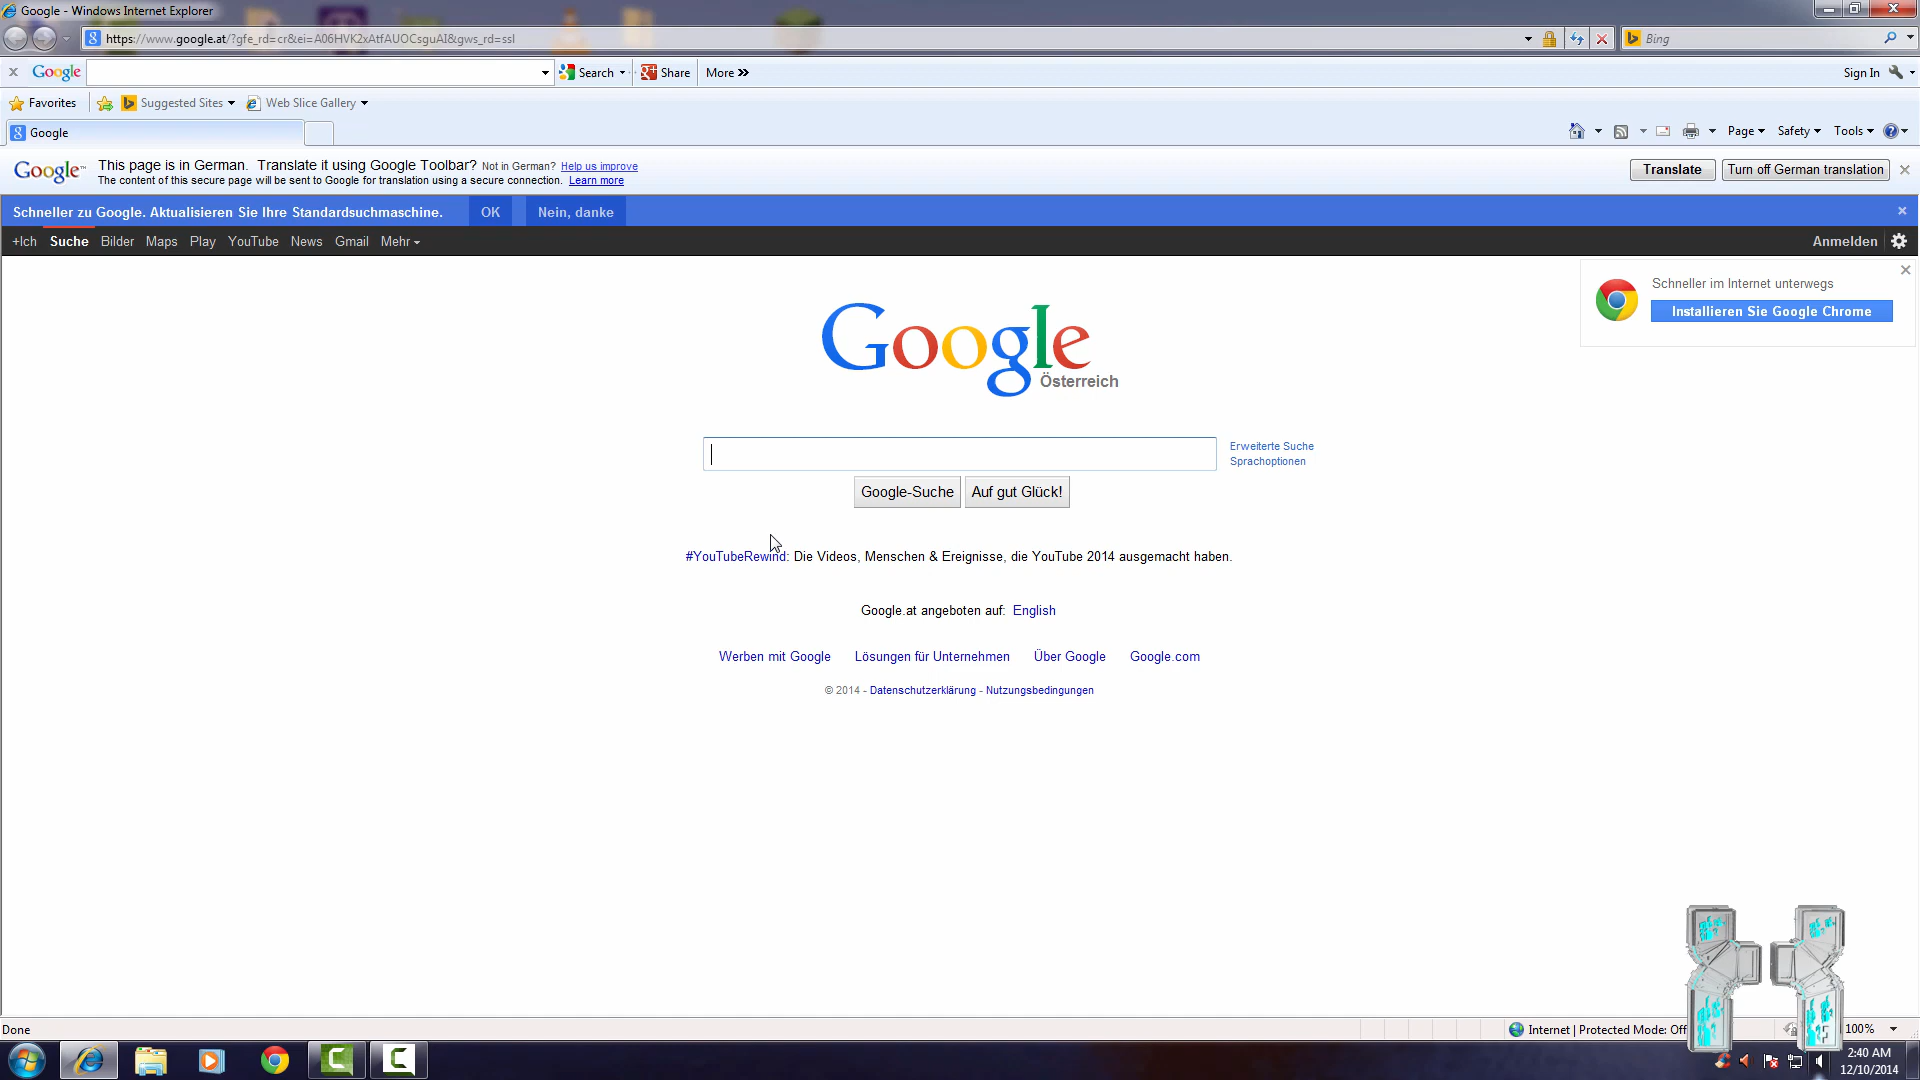 Google - Windows Internet Explorer
https://www.google.at/?gfe_rd=cr&ei=A06HVK2xAtfAUOCsguAI&gws_rd=ssl
Bing
Google Search Share More »
Sign In
Favorites Suggested Sites Web Slice Gallery
Google
Page Safety Tools
Google™ This page is in German. Translate it using Google Toolbar? Not in German? Help us improve
The content of this secure page will be sent to Google for translation using a secure connection. Learn more
Translate Turn off German translation
Schneller zu Google. Aktualisieren Sie Ihre Standardsuchmaschine. OK Nein, danke
+Ich Suche Bilder Maps Play YouTube News Gmail Mehr
Anmelden
Schneller im Internet unterwegs
Installieren Sie Google Chrome
Google
Österreich
Erweiterte Suche
Sprachoptionen
Google-Suche Auf gut Glück!
#YouTubeRewind: Die Videos, Menschen & Ereignisse, die YouTube 2014 ausgemacht haben.
Google.at angeboten auf: English
Werben mit Google Lösungen für Unternehmen Über Google Google.com
© 2014 - Datenschutzerklärung - Nutzungsbedingungen
Done
Internet | Protected Mode: Off
100%
2:40 AM
12/10/2014